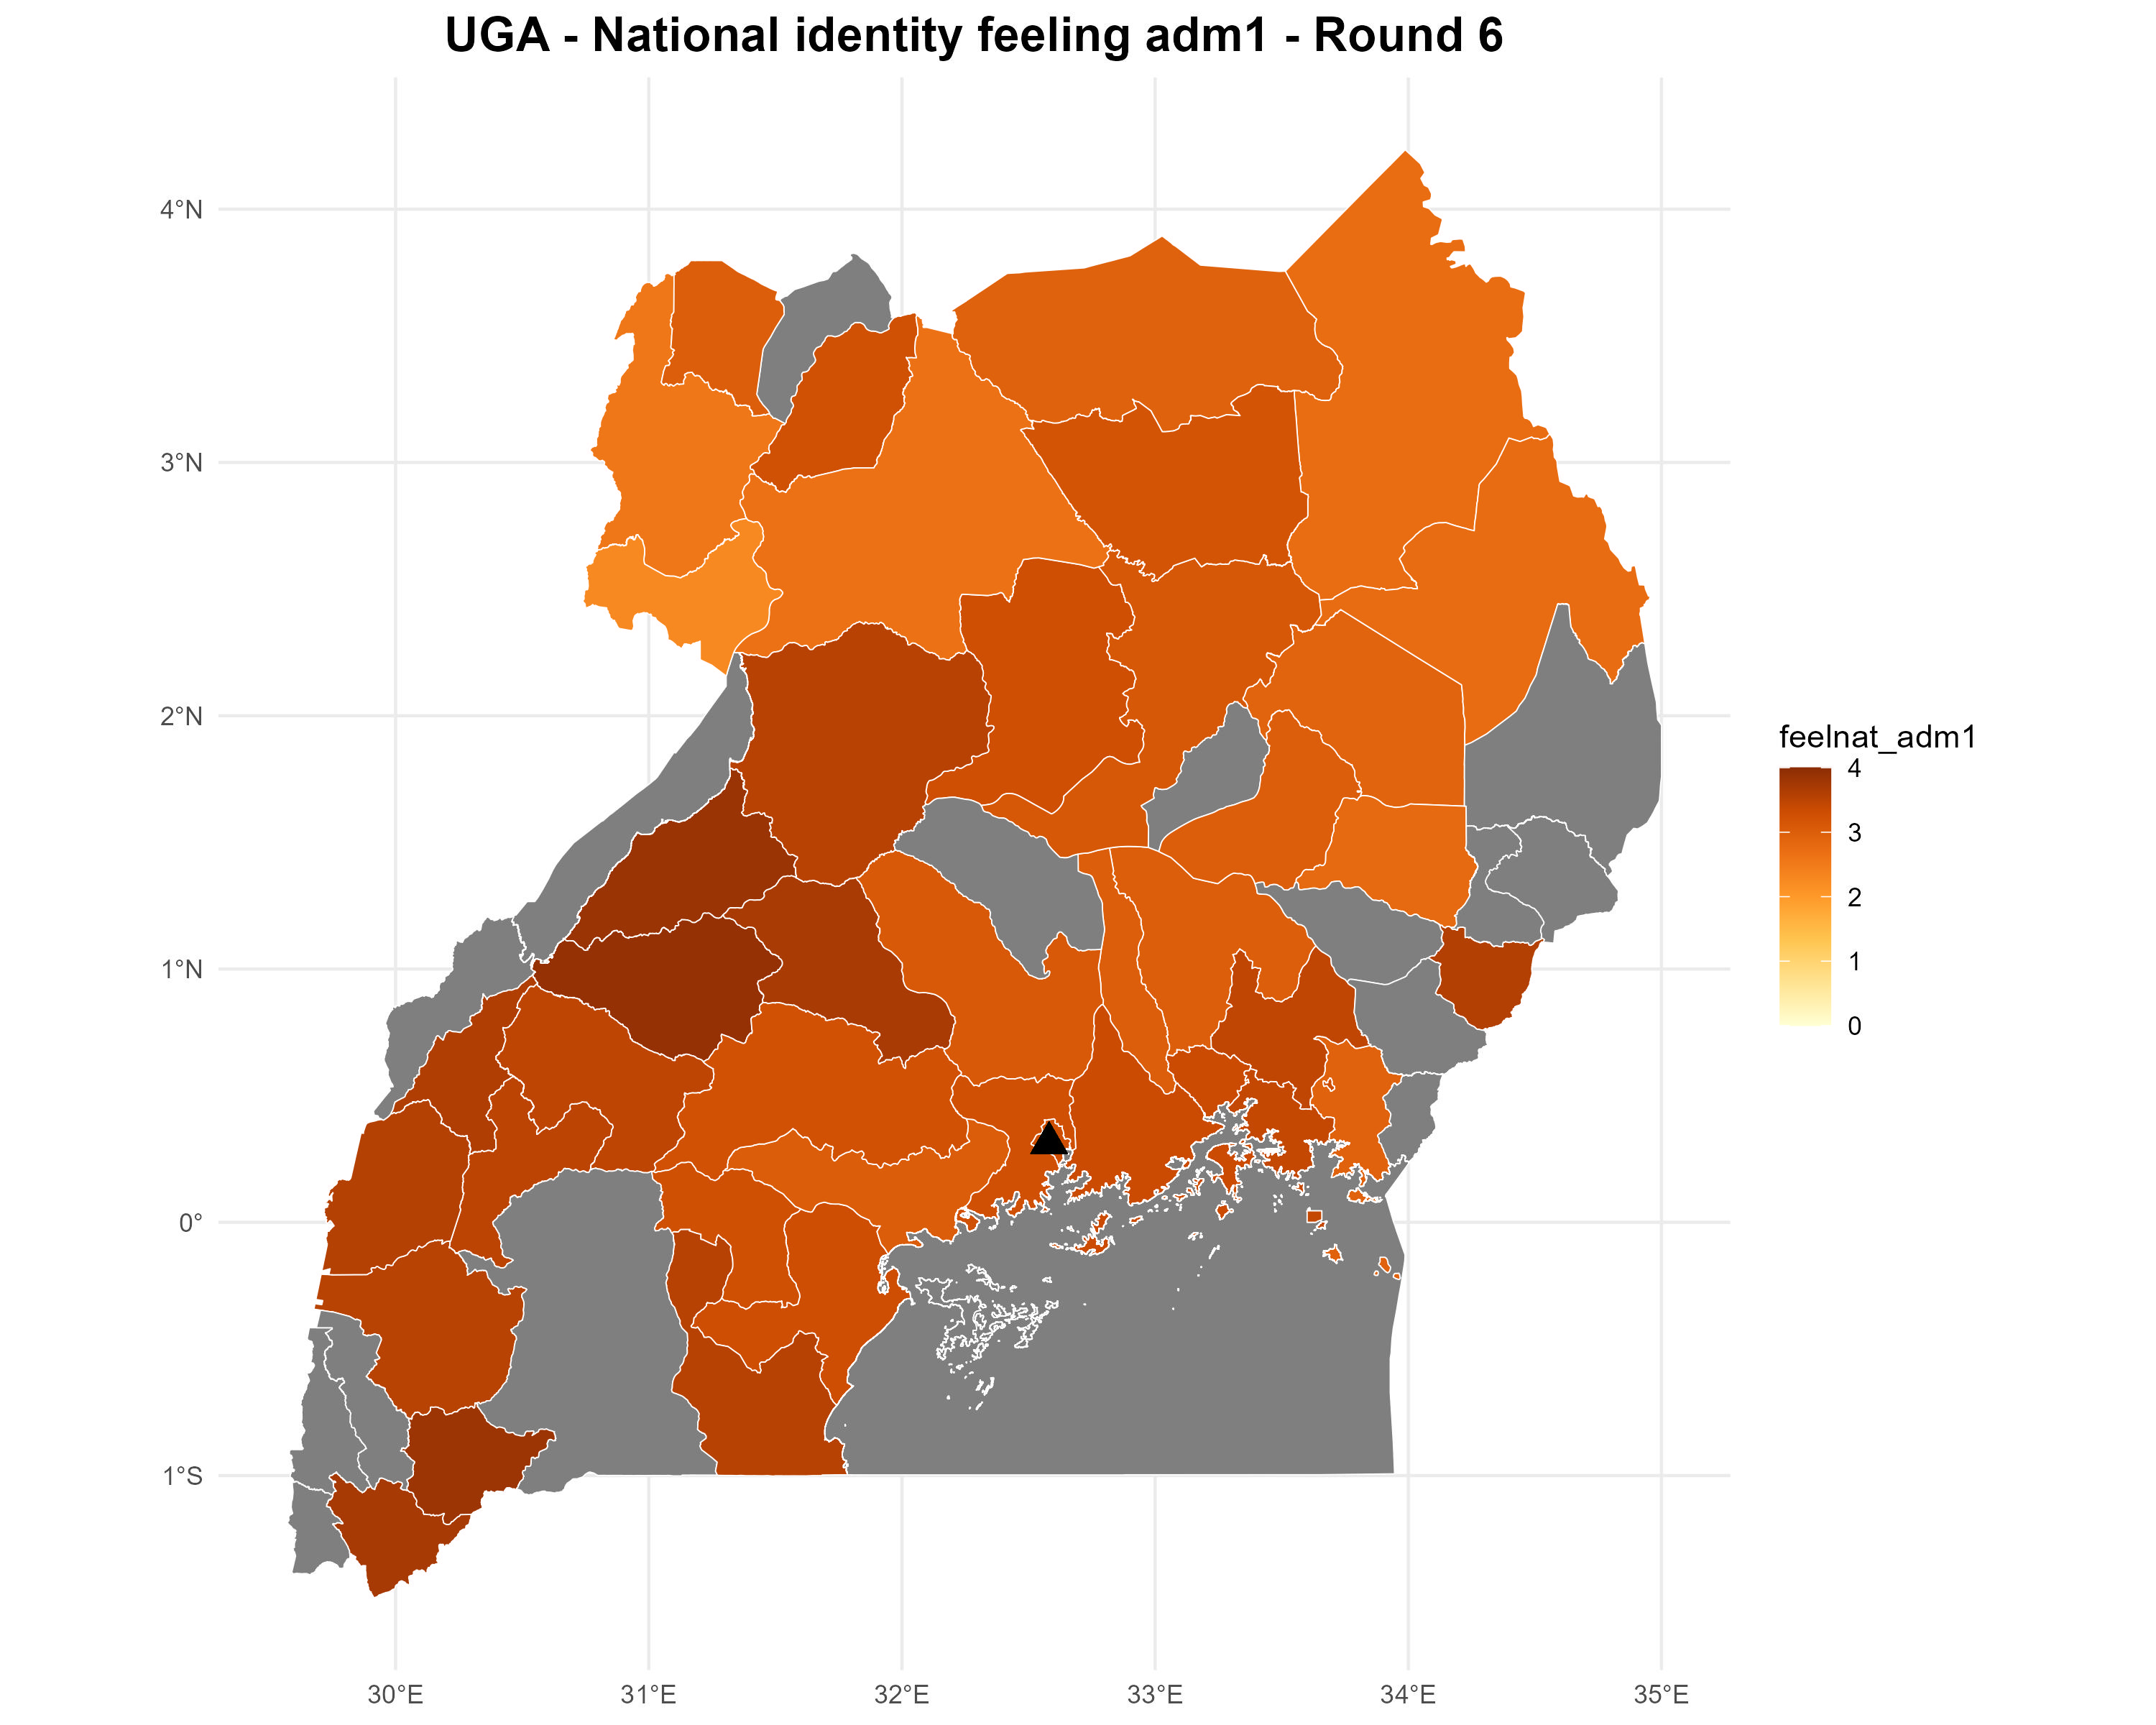 UGA - National identity feeling adm1 - Round 6
4°N
3°N
2°N
1°N
0°
1°S
30°E 31°E 32°E 33°E 34°E 35°E
feelnat_adm1
4
3
2
1
0